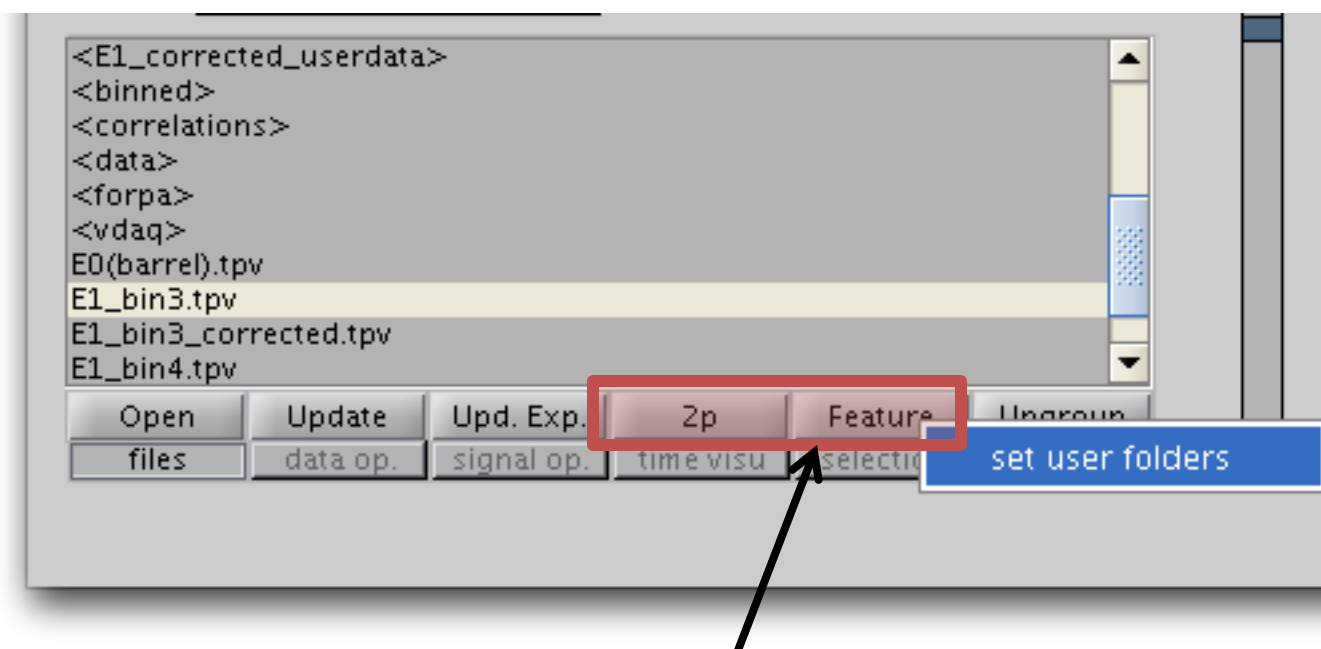 <E1_corrected_userdata>
<binned>
<correlations>
<data>
<forpa>
<vdaq>
E0(barrel).tpv
E1_bin3.tpv
E1_bin3_corrected.tpv
E1_bin4.tpv
Open Update Upd. Exp. 2p Feature Ungroup
files data op. signal op. time visu selectio set user folders